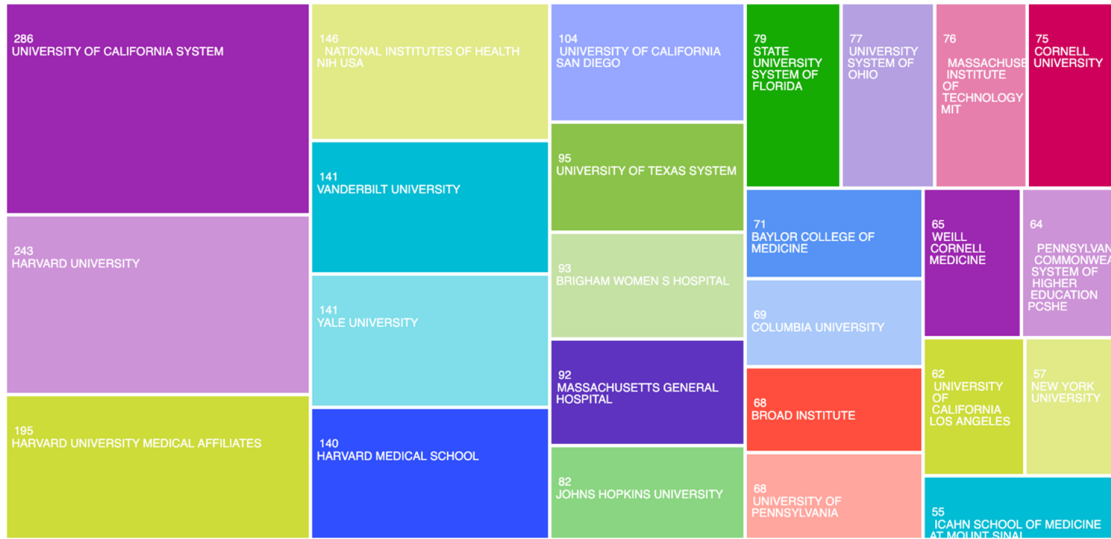 286
UNIVERSITY OF CALIFORNIA SYSTEM
243
HARVARD UNIVERSITY
195
HARVARD UNIVERSITY MEDICAL AFFILIATES
146
NATIONAL INSTITUTES OF HEALTH
NIH USA
141
VANDERBILT UNIVERSITY
141
YALE UNIVERSITY
140
HARVARD MEDICAL SCHOOL
104
UNIVERSITY OF CALIFORNIA
SAN DIEGO
95
UNIVERSITY OF TEXAS SYSTEM
93
BRIGHAM WOMEN S HOSPITAL
92
MASSACHUSETTS GENERAL
HOSPITAL
82
JOHNS HOPKINS UNIVERSITY
79
STATE
UNIVERSITY
SYSTEM OF
FLORIDA
77
UNIVERSITY
SYSTEM OF
OHIO
76
MASSACHUSE
INSTITUTE
OF
TECHNOLOGY
MIT
75
CORNELL
UNIVERSITY
71
BAYLOR COLLEGE OF
MEDICINE
69
COLUMBIA UNIVERSITY
68
BROAD INSTITUTE
68
UNIVERSITY OF
PENNSYLVANIA
65
WEILL
CORNELL
MEDICINE
64
PENNSYLVAN
COMMONWEA
SYSTEM OF
HIGHER
EDUCATION
PCSHE
62
UNIVERSITY
OF
CALIFORNIA
LOS ANGELES
57
NEW YORK
UNIVERSITY
55
ICAHN SCHOOL OF MEDICINE
AT MOUNT SINAI